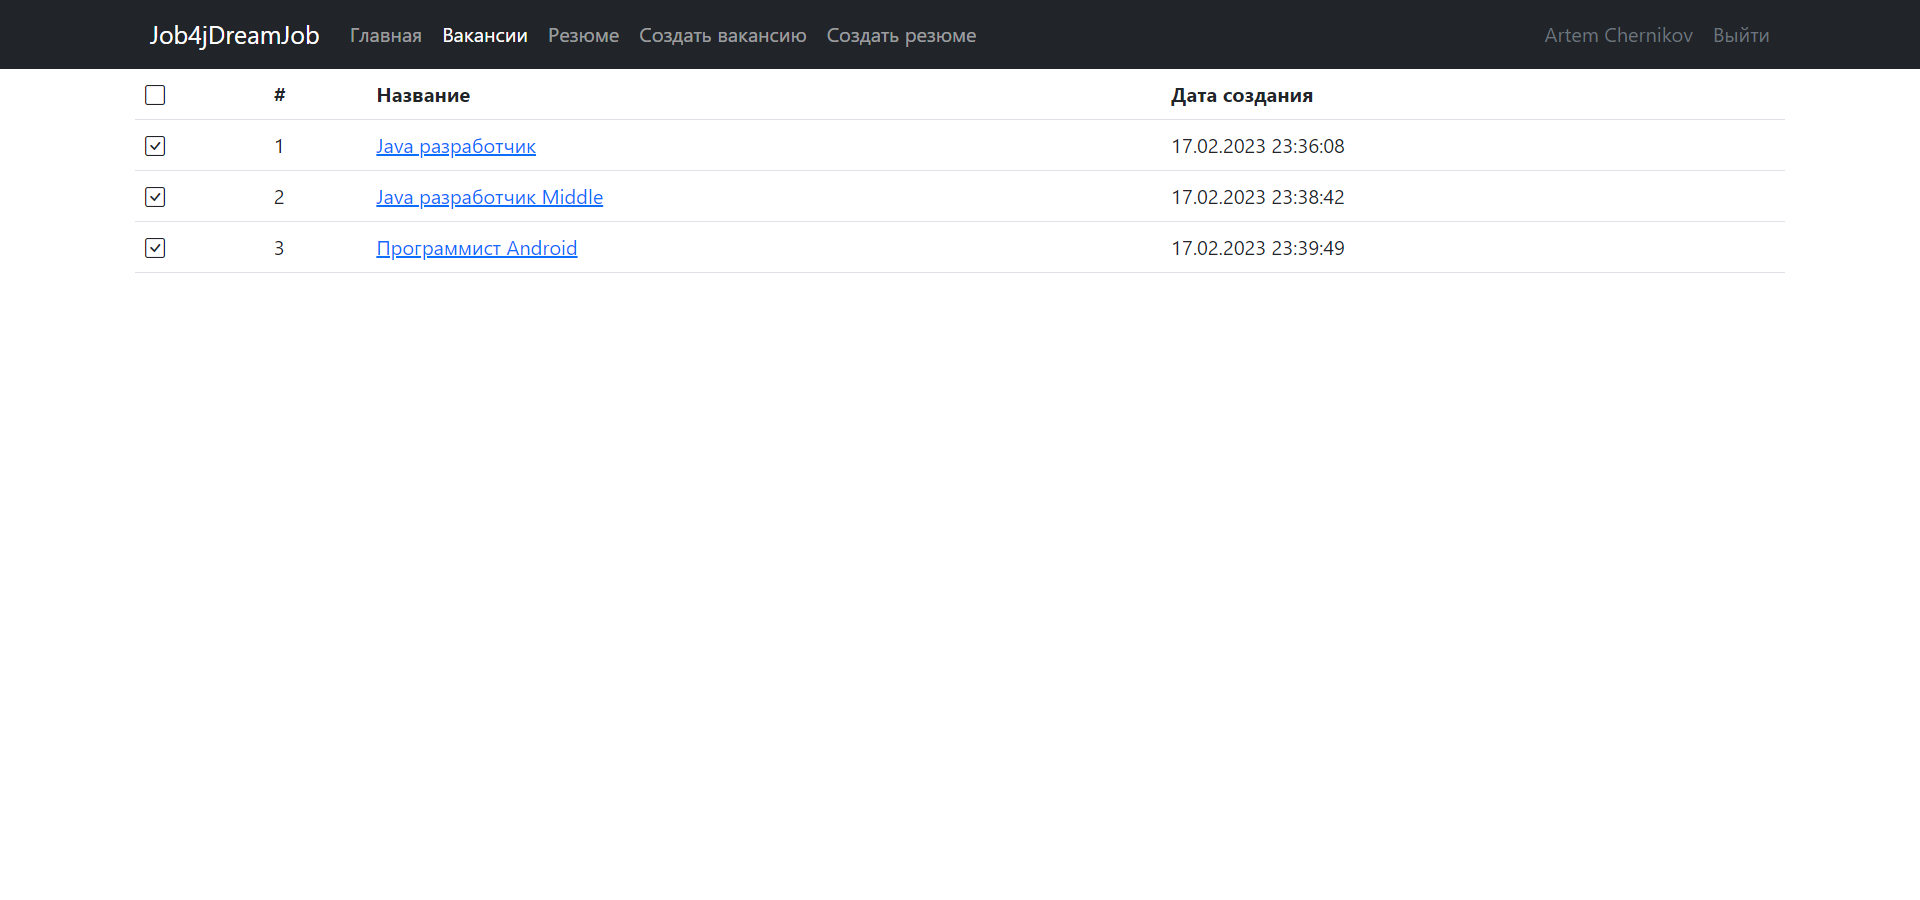 Job4jDreamJob Главная Вакансии Резюме Создать вакансию Создать резюме Artem Chernikov Выйти
# Название Дата создания
1 Java разработчик 17.02.2023 23:36:08
2 Java разработчик Middle 17.02.2023 23:38:42
3 Программист Android 17.02.2023 23:39:49